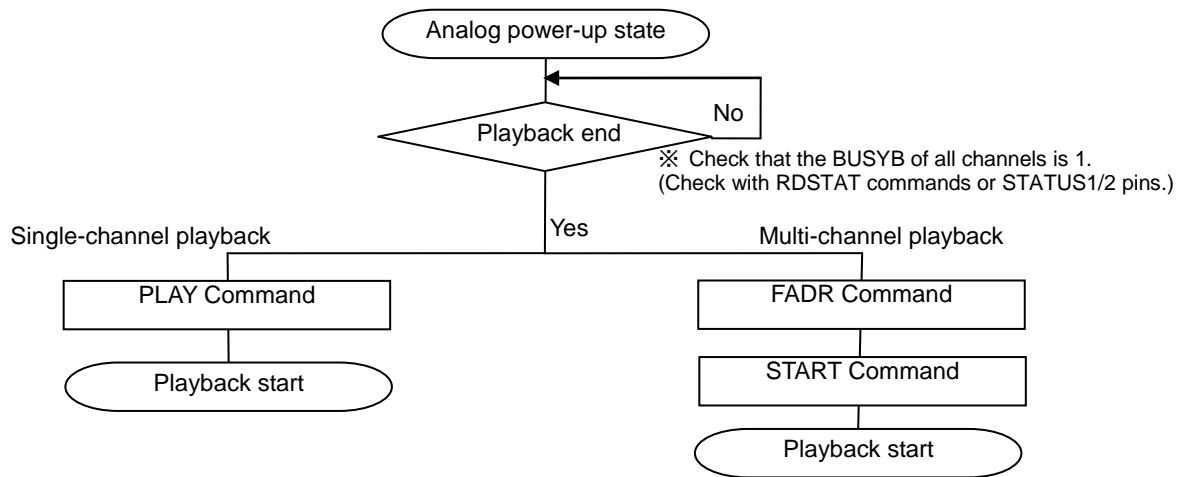 Analog power-up state
No
Playback end
※ Check that the BUSYB of all channels is 1.
(Check with RDSTAT commands or STATUS1/2 pins.)
Yes
Single-channel playback
Multi-channel playback
PLAY Command
FADR Command
Playback start
START Command
Playback start